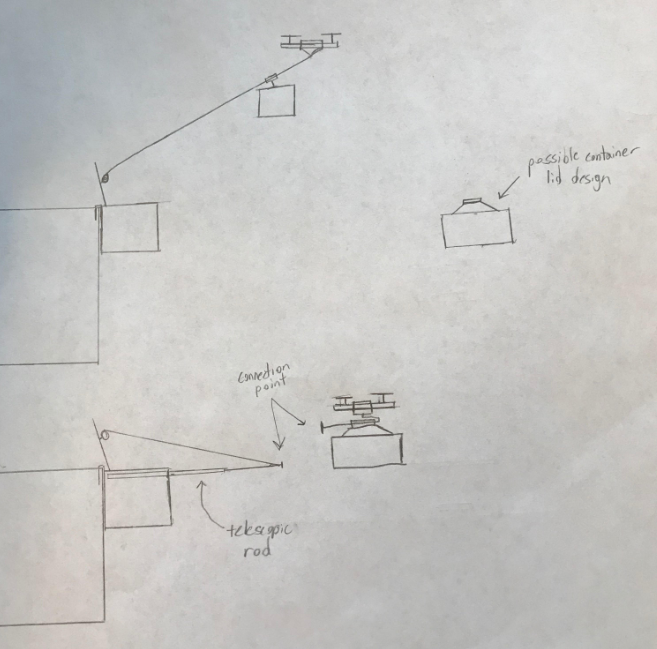 possible container
lid design
connection
point
telescopic
rod